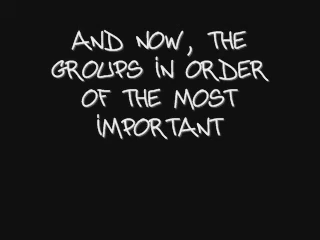 AND NOW, THE
GROUPS iN ORDER
OF THE MOST
iMPORTANT